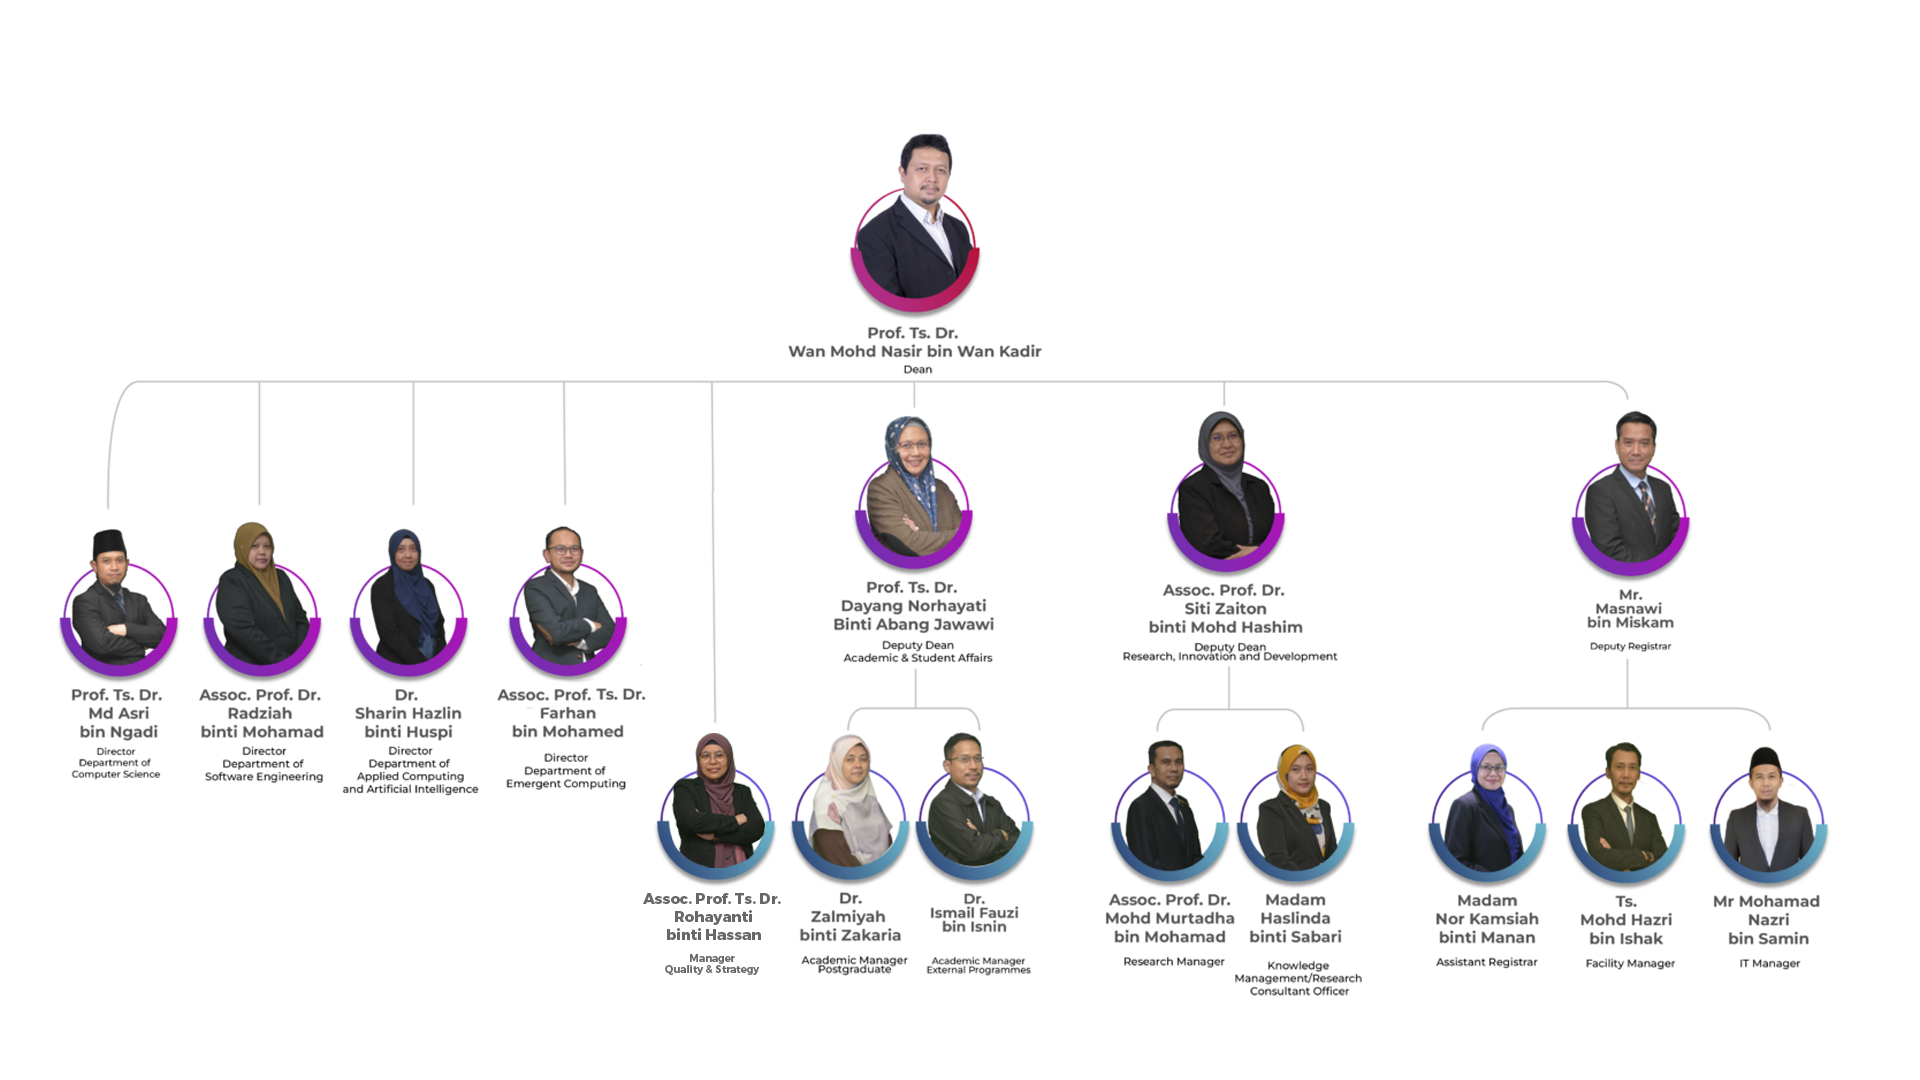 Prof. Ts. Dr.
Wan Mohd Nasir bin Wan Kadir
Dean
Prof. Ts. Dr.
Dayang Norhayati
Binti Abang Jawawi
Deputy Dean
Academic & Student Affairs
Assoc. Prof. Dr.
Siti Zaiton
binti Mohd Hashim
Deputy Dean
Research, Innovation and Development
Mr.
Masnawi
bin Miskam
Deputy Registrar
Prof. Ts. Dr.
Md Asri
bin Ngadi
Director
Department of
Computer Science
Assoc. Prof. Dr.
Radziah
binti Mohamad
Director
Department of
Software Engineering
Dr.
Sharin Hazlin
binti Huspi
Director
Department of
Applied Computing
and Artificial Intelligence
Assoc. Prof. Ts. Dr.
Farhan
bin Mohamed
Director
Department of
Emergent Computing
Assoc. Prof. Ts. Dr.
Rohayanti
binti Hassan
Manager
Quality & Strategy
Dr.
Zalmiyah
binti Zakaria
Academic Manager
Postgraduate
Dr.
Ismail Fauzi
bin Isnin
Academic Manager
External Programmes
Assoc. Prof. Dr.
Mohd Murtadha
bin Mohamad
Research Manager
Madam
Haslinda
binti Sabari
Knowledge
Management/Research
Consultant Officer
Madam
Nor Kamsiah
binti Manan
Assistant Registrar
Ts.
Mohd Hazri
bin Ishak
Facility Manager
Mr Mohamad
Nazri
bin Samin
IT Manager